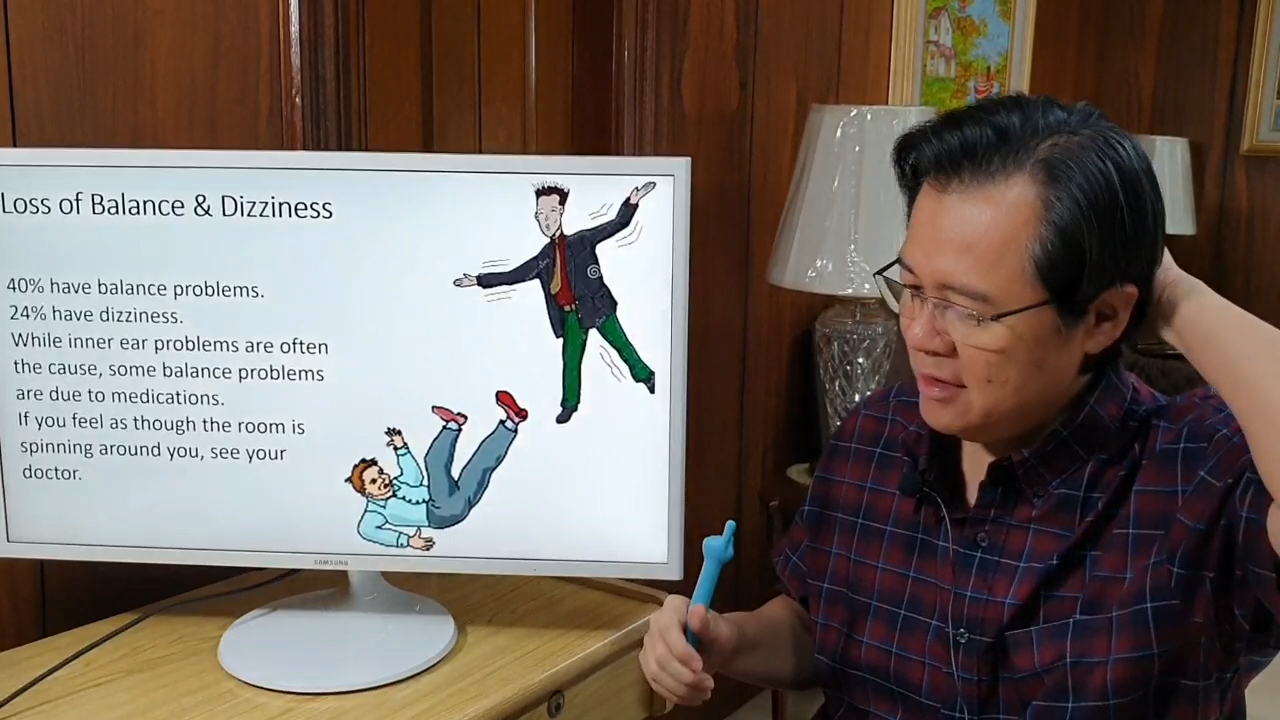 Loss of Balance & Dizziness
40% have balance problems.
24% have dizziness.
While inner ear problems are often
the cause, some balance problems
are due to medications.
If you feel as though the room is
spinning around you, see your
doctor.
SAMSUNG